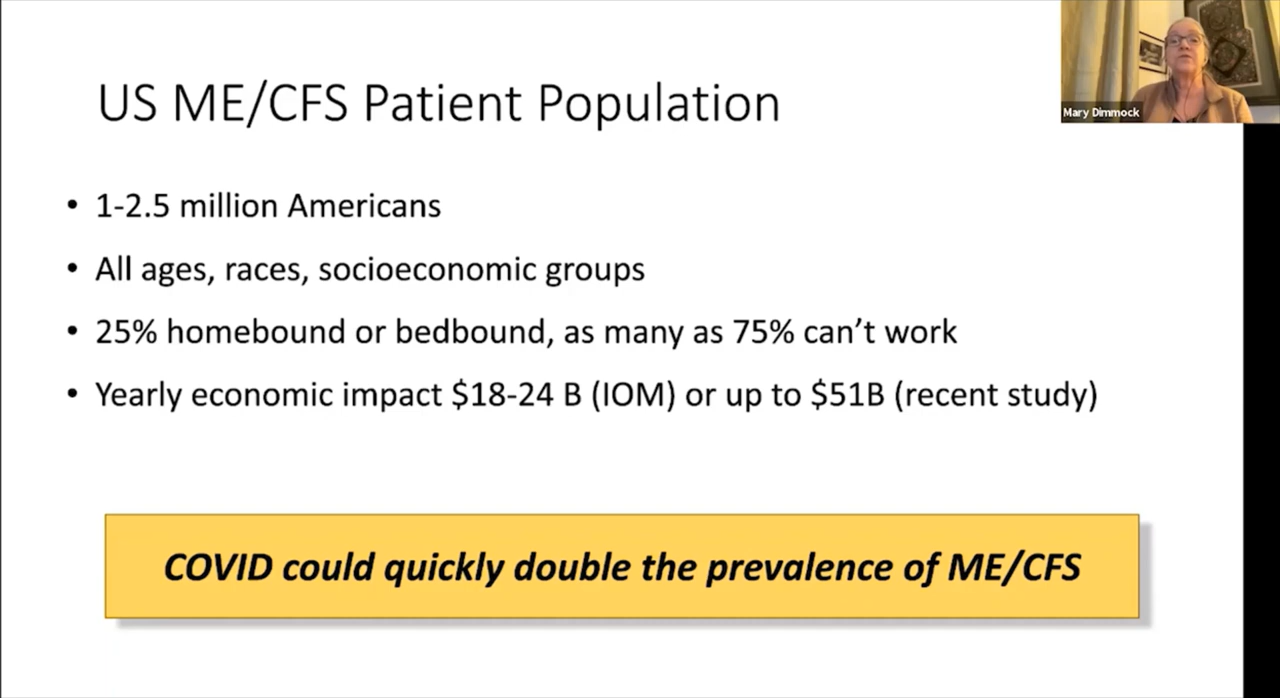 US ME/CFS Patient Population
Mary Dimmock
• 1-2.5 million Americans
• All ages, races, socioeconomic groups
• 25% homebound or bedbound, as many as 75% can’t work
• Yearly economic impact $18-24 B (IOM) or up to $51B (recent study)
COVID could quickly double the prevalence of ME/CFS